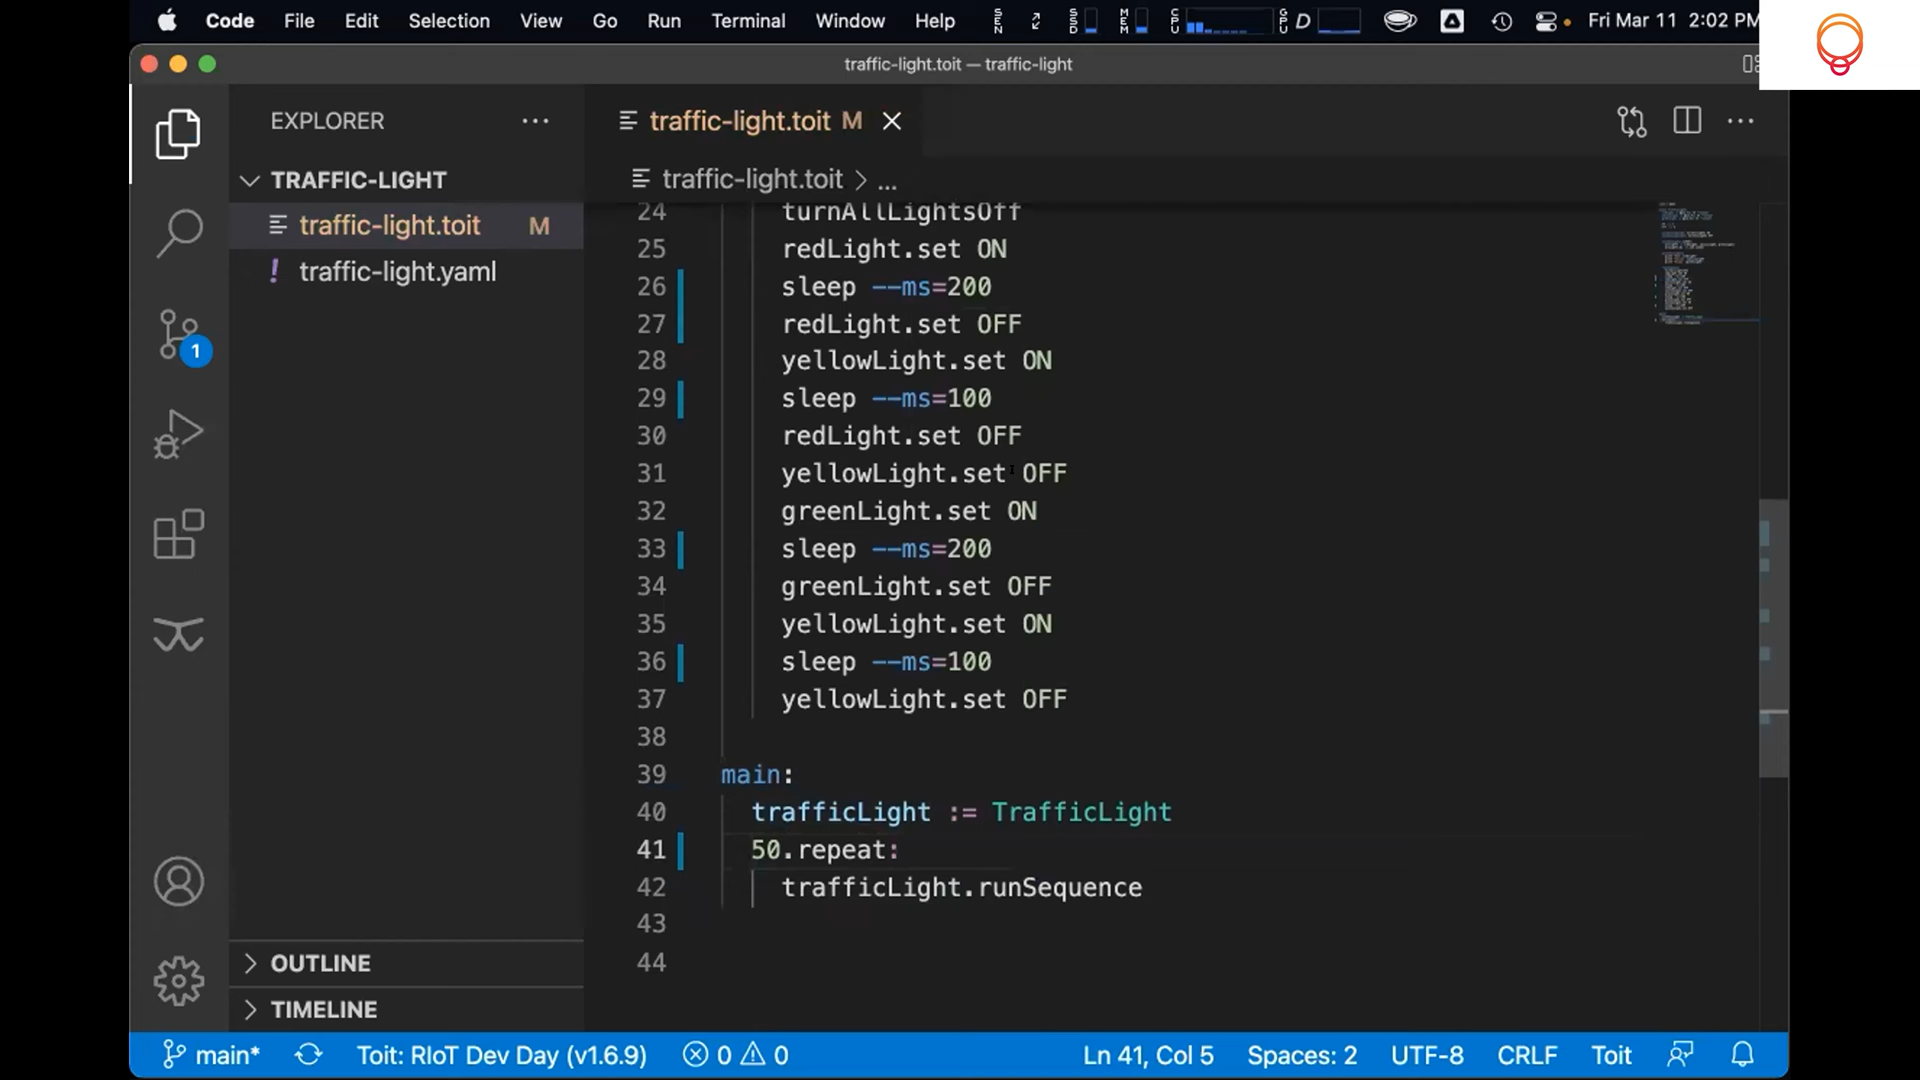 Code File Edit Selection View Go Run Terminal Window Help SEN SSD MEM CPU GPU D Fri Mar 11 2:02 PM
traffic-light.toit — traffic-light
EXPLORER
TRAFFIC-LIGHT
traffic-light.toit M
traffic-light.yaml
1
OUTLINE
TIMELINE
traffic-light.toit M
traffic-light.toit > ...
24 turnAllLightsOff
25 redLight.set ON
26 sleep --ms=200
27 redLight.set OFF
28 yellowLight.set ON
29 sleep --ms=100
30 redLight.set OFF
31 yellowLight.set OFF
32 greenLight.set ON
33 sleep --ms=200
34 greenLight.set OFF
35 yellowLight.set ON
36 sleep --ms=100
37 yellowLight.set OFF
38
39 main:
40 trafficLight := TrafficLight
41 50.repeat:
42 trafficLight.runSequence
43
44
main* Toit: RIoT Dev Day (v1.6.9) 0 0 Ln 41, Col 5 Spaces: 2 UTF-8 CRLF Toit